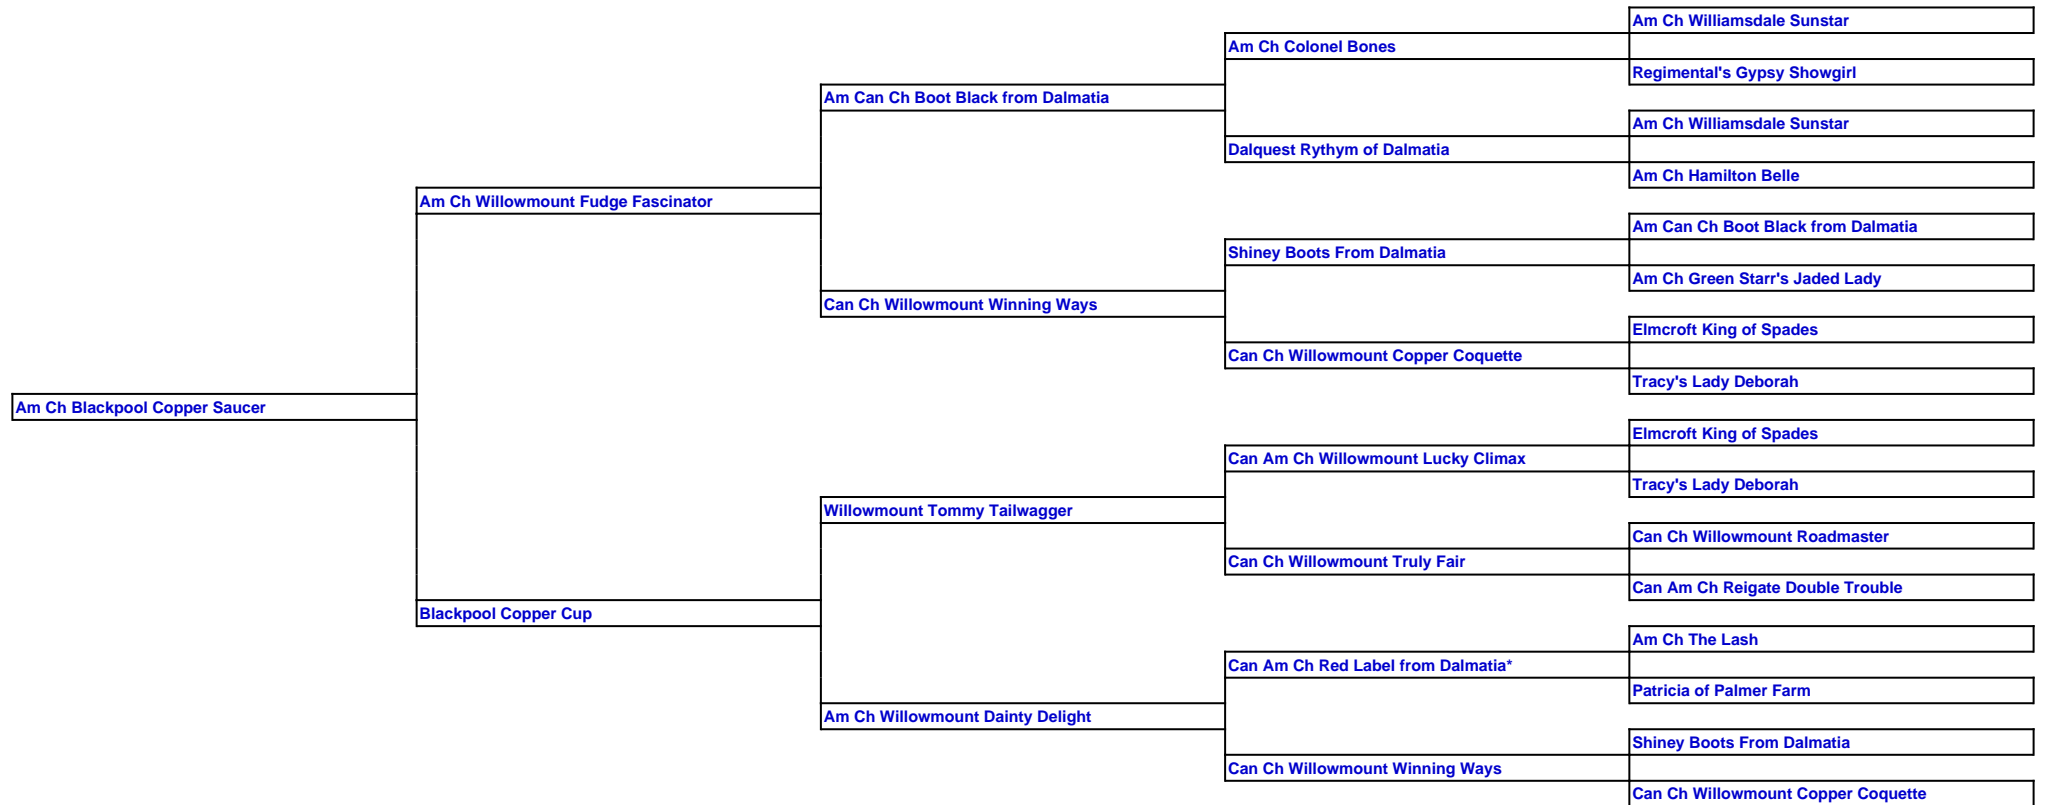 Am Ch Williamsdale Sunstar
Am Ch Colonel Bones
Regimental's Gypsy Showgirl
Am Can Ch Boot Black from Dalmatia
Am Ch Williamsdale Sunstar
Dalquest Rythym of Dalmatia
Am Ch Hamilton Belle
Am Ch Willowmount Fudge Fascinator
Am Can Ch Boot Black from Dalmatia
Shiney Boots From Dalmatia
Am Ch Green Starr's Jaded Lady
Can Ch Willowmount Winning Ways
Elmcroft King of Spades
Can Ch Willowmount Copper Coquette
Tracy's Lady Deborah
Am Ch Blackpool Copper Saucer
Elmcroft King of Spades
Can Am Ch Willowmount Lucky Climax
Tracy's Lady Deborah
Willowmount Tommy Tailwagger
Can Ch Willowmount Roadmaster
Can Ch Willowmount Truly Fair
Can Am Ch Reigate Double Trouble
Blackpool Copper Cup
Am Ch The Lash
Can Am Ch Red Label from Dalmatia*
Patricia of Palmer Farm
Am Ch Willowmount Dainty Delight
Shiney Boots From Dalmatia
Can Ch Willowmount Winning Ways
Can Ch Willowmount Copper Coquette